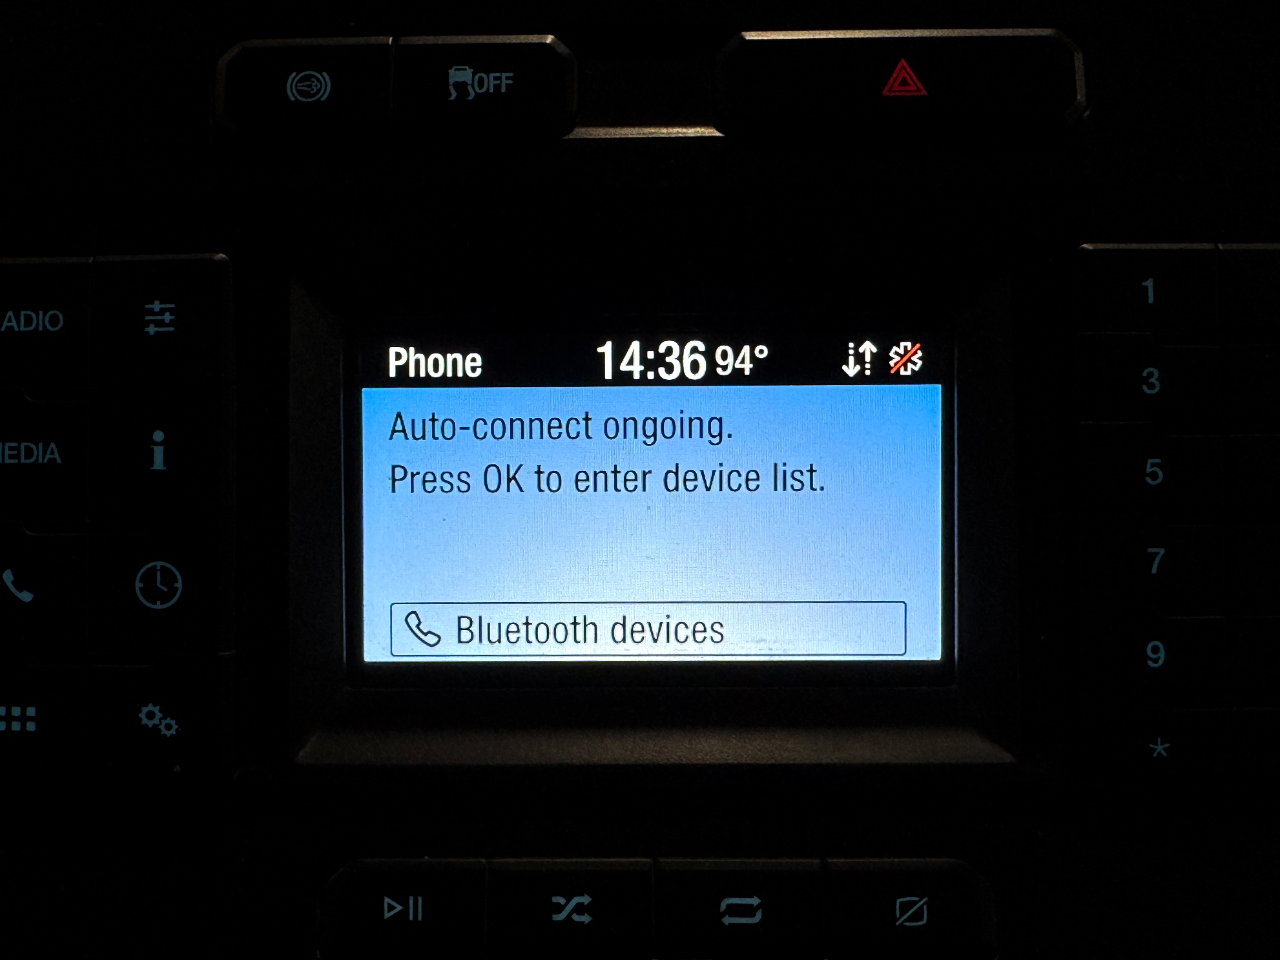 OFF
ADIO
EDIA
Phone 14:36 94°
Auto-connect ongoing.
Press OK to enter device list.
Bluetooth devices
1
3
5
7
9
*